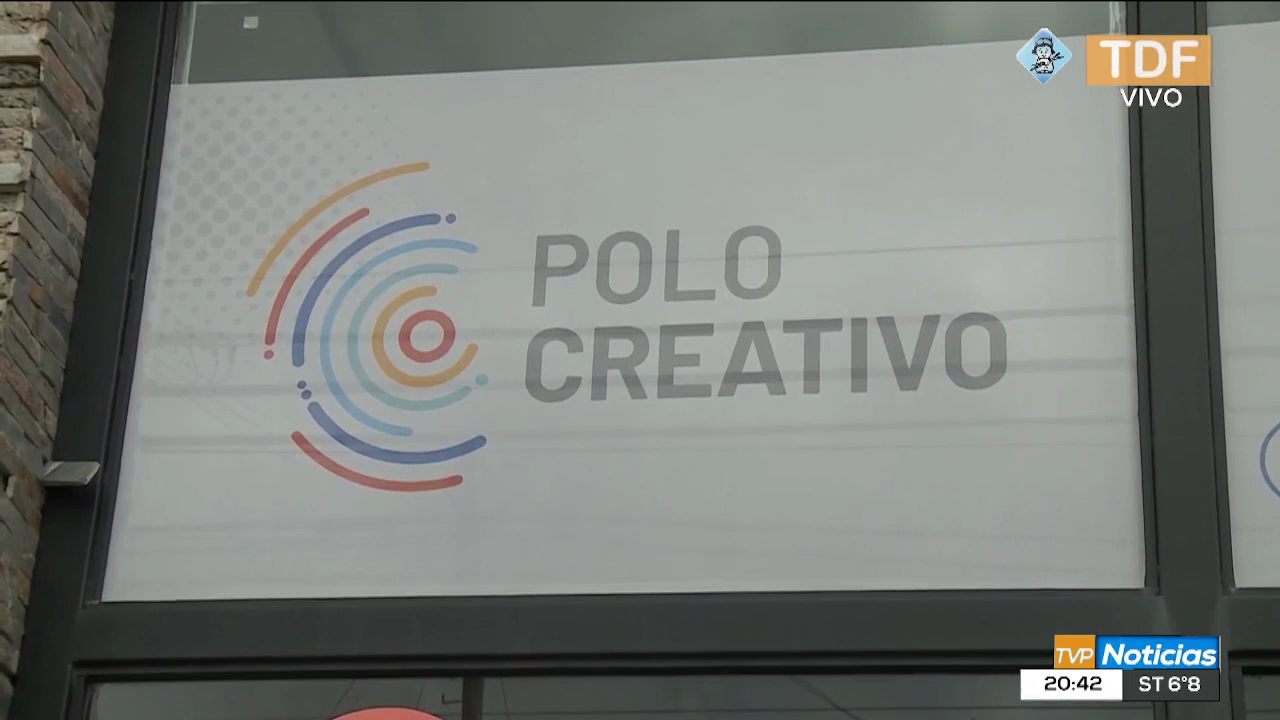 TDF
VIVO
POLO
CREATIVO
TVP Noticias
20:42 ST 6°8